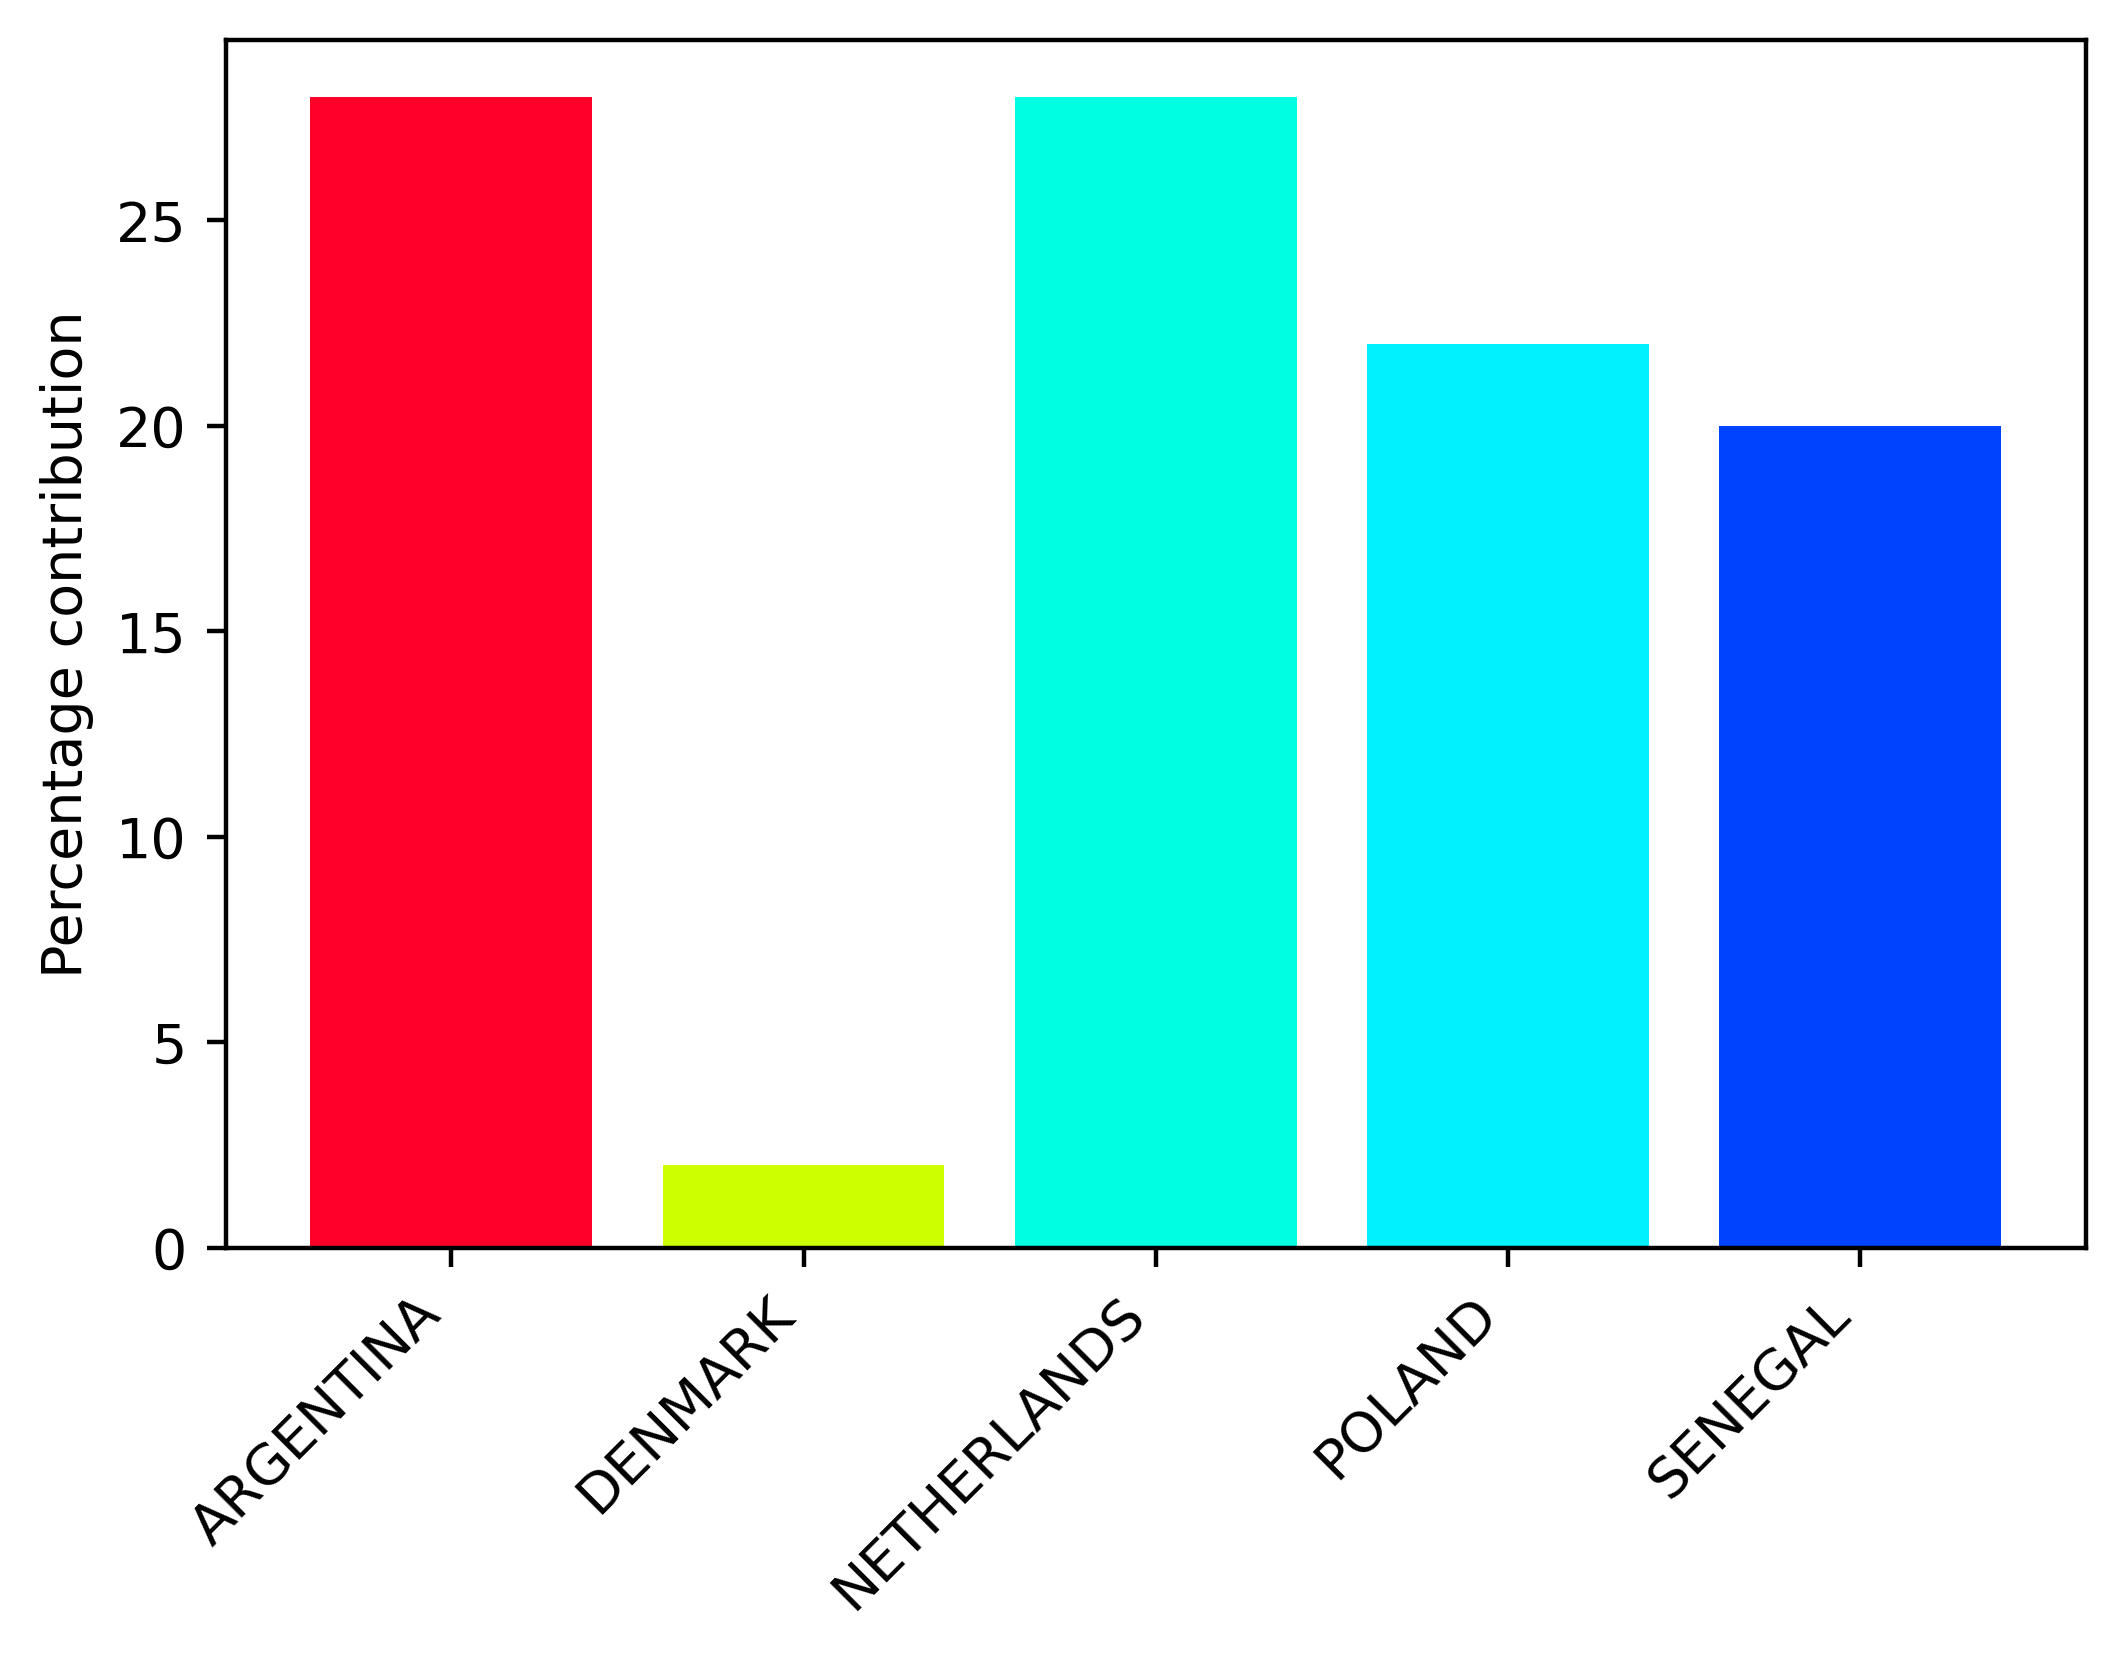 Percentage contribution
25
20
15
10
5
0
ARGENTINA
DENMARK
NETHERLANDS
POLAND
SENEGAL